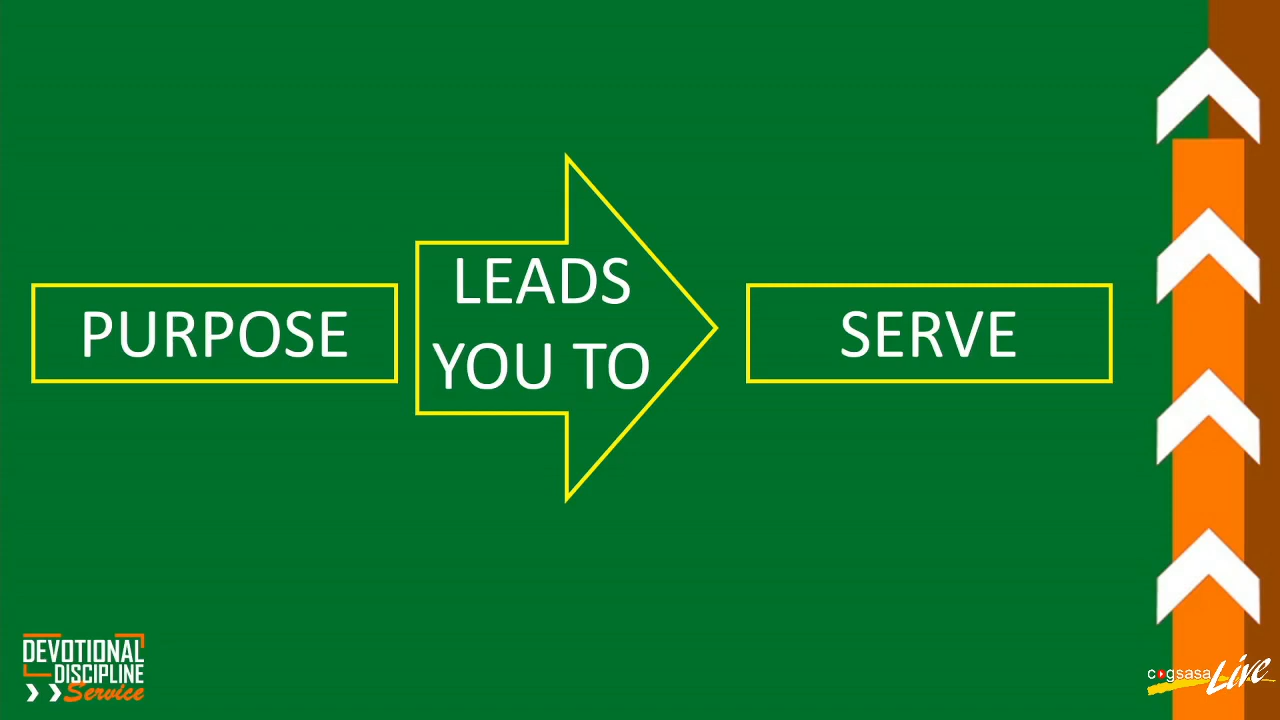 PURPOSE
LEADS
YOU TO
SERVE
DEVOTIONAL
DISCIPLINE
Service
cogsasa Live